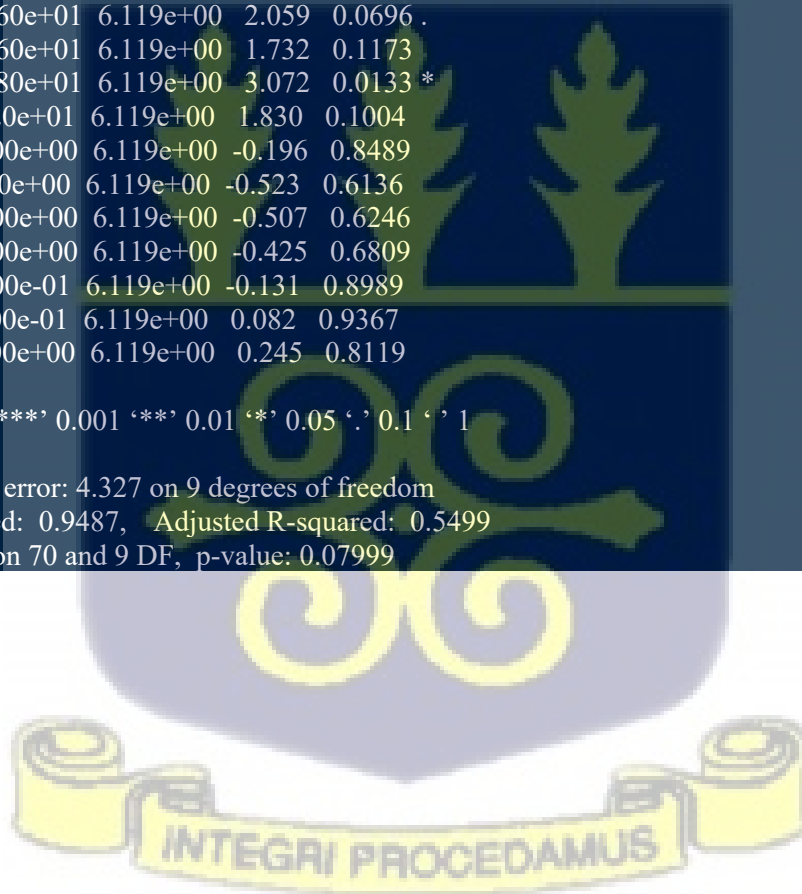 60e+01 6.119e+00 2.059 0.0696 .
60e+01 6.119e+00 1.732 0.1173
80e+01 6.119e+00 3.072 0.0133 *
0e+01 6.119e+00 1.830 0.1004
00e+00 6.119e+00 -0.196 0.8489
0e+00 6.119e+00 -0.523 0.6136
00e+00 6.119e+00 -0.507 0.6246
00e+00 6.119e+00 -0.425 0.6809
00e-01 6.119e+00 -0.131 0.8989
00e-01 6.119e+00 0.082 0.9367
00e+00 6.119e+00 0.245 0.8119
***’ 0.001 ‘**’ 0.01 ‘*’ 0.05 ‘.’ 0.1 ‘ ’ 1
error: 4.327 on 9 degrees of freedom
ed: 0.9487, Adjusted R-squared: 0.5499
on 70 and 9 DF, p-value: 0.07999
INTEGRI PROCEDAMUS